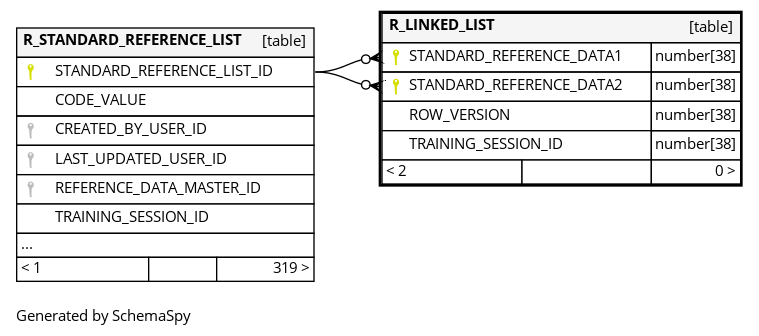 R_STANDARD_REFERENCE_LIST [table]
STANDARD_REFERENCE_LIST_ID
CODE_VALUE
CREATED_BY_USER_ID
LAST_UPDATED_USER_ID
REFERENCE_DATA_MASTER_ID
TRAINING_SESSION_ID
...
< 1 319 >
R_LINKED_LIST [table]
STANDARD_REFERENCE_DATA1 number[38]
STANDARD_REFERENCE_DATA2 number[38]
ROW_VERSION number[38]
TRAINING_SESSION_ID number[38]
< 2 0 >
Generated by SchemaSpy